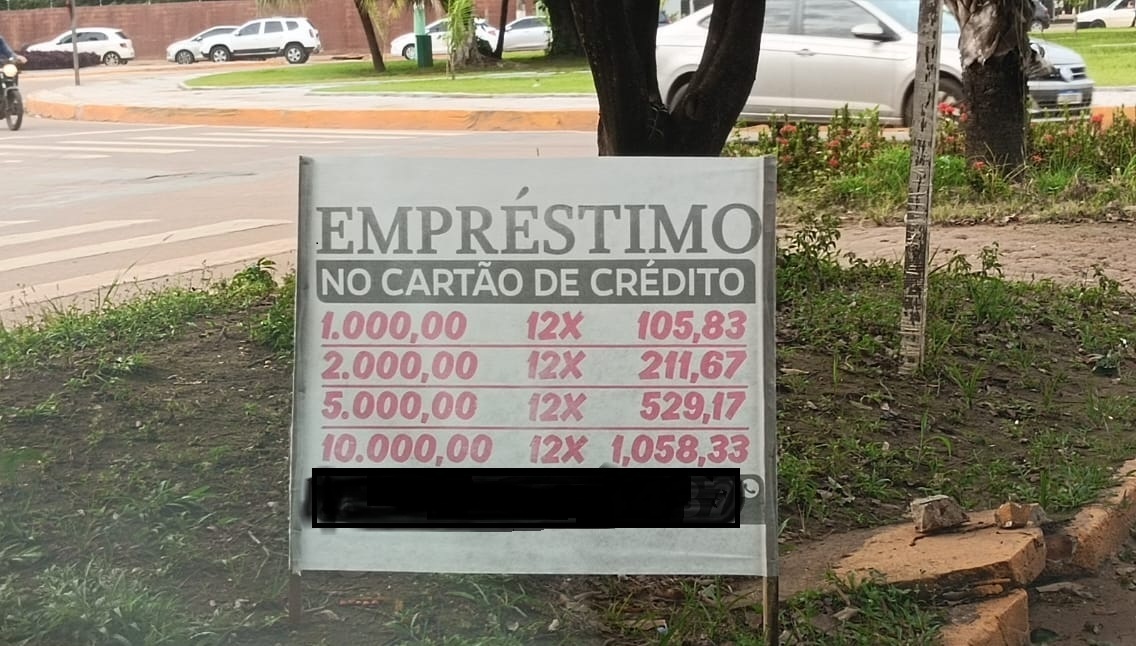 EMPRÉSTIMO
NO CARTÃO DE CRÉDITO
1.000,00 12X 105,83
2.000,00 12X 211,67
5.000,00 12X 529,17
10.000,00 12X 1,058,33